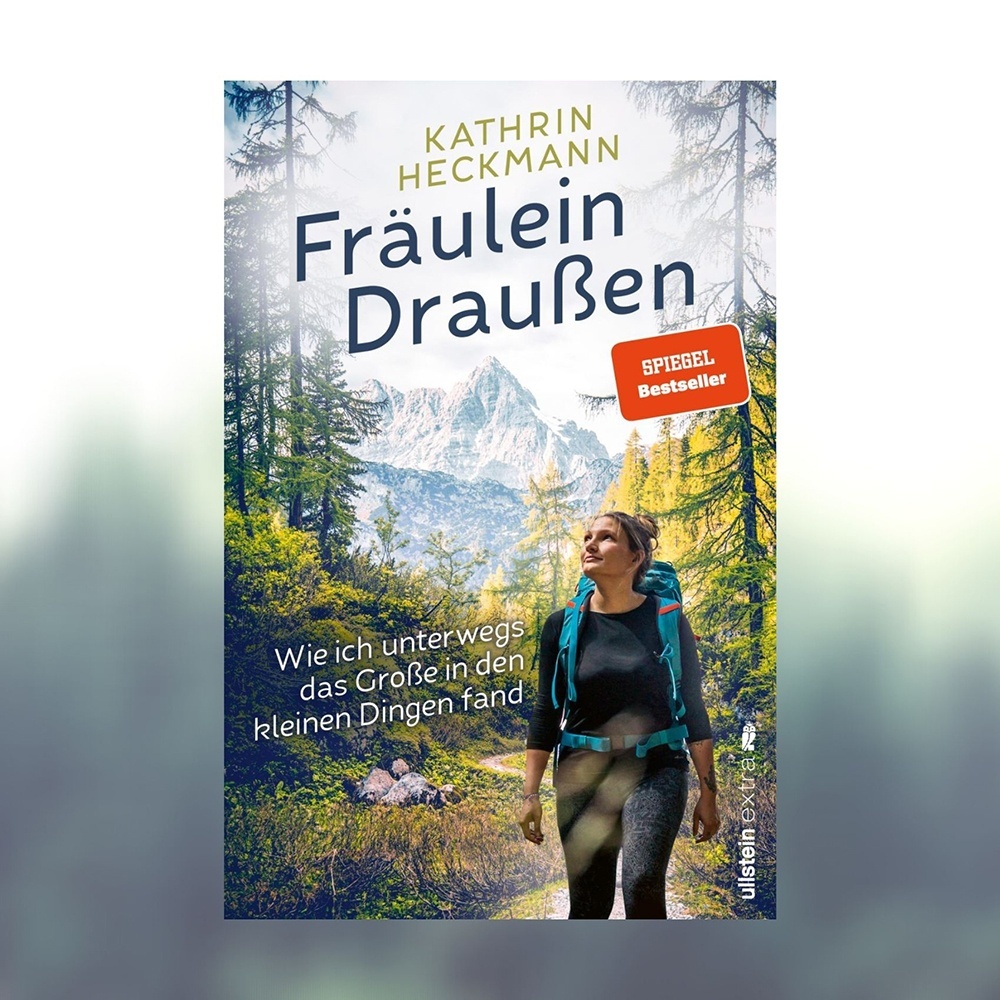 KATHRIN
HECKMANN
Fräulein
Draußen
SPIEGEL
Bestseller
Wie ich unterwegs
das Große in den
kleinen Dingen fand
ullstein extra